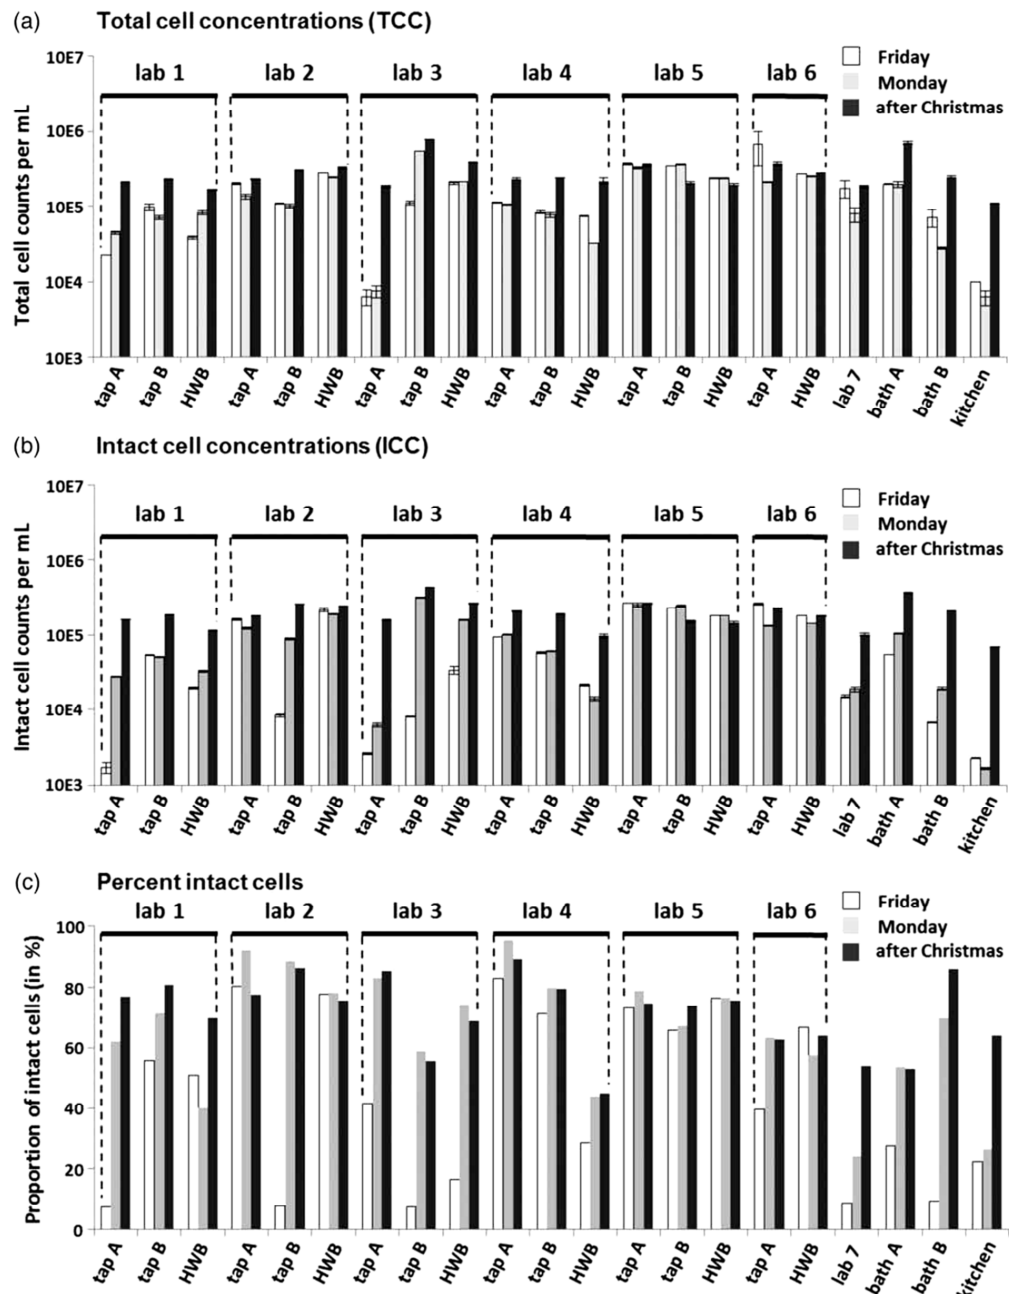 (a) Total cell concentrations (TCC)
Total cell counts per mL
10E7
10E6
10E5
10E4
10E3
lab 1 lab 2 lab 3 lab 4 lab 5 lab 6
Friday
Monday
after Christmas
tap A tap B HWB tap A tap B HWB tap A tap B HWB tap A tap B HWB tap A tap B HWB tap A HWB lab 7 bath A bath B kitchen
(b) Intact cell concentrations (ICC)
Intact cell counts per mL
10E7
10E6
10E5
10E4
10E3
lab 1 lab 2 lab 3 lab 4 lab 5 lab 6
Friday
Monday
after Christmas
tap A tap B HWB tap A tap B HWB tap A tap B HWB tap A tap B HWB tap A tap B HWB tap A HWB lab 7 bath A bath B kitchen
(c) Percent intact cells
Proportion of intact cells (in %)
100
80
60
40
20
0
lab 1 lab 2 lab 3 lab 4 lab 5 lab 6
Friday
Monday
after Christmas
tap A tap B HWB tap A tap B HWB tap A tap B HWB tap A tap B HWB tap A tap B HWB tap A HWB lab 7 bath A bath B kitchen